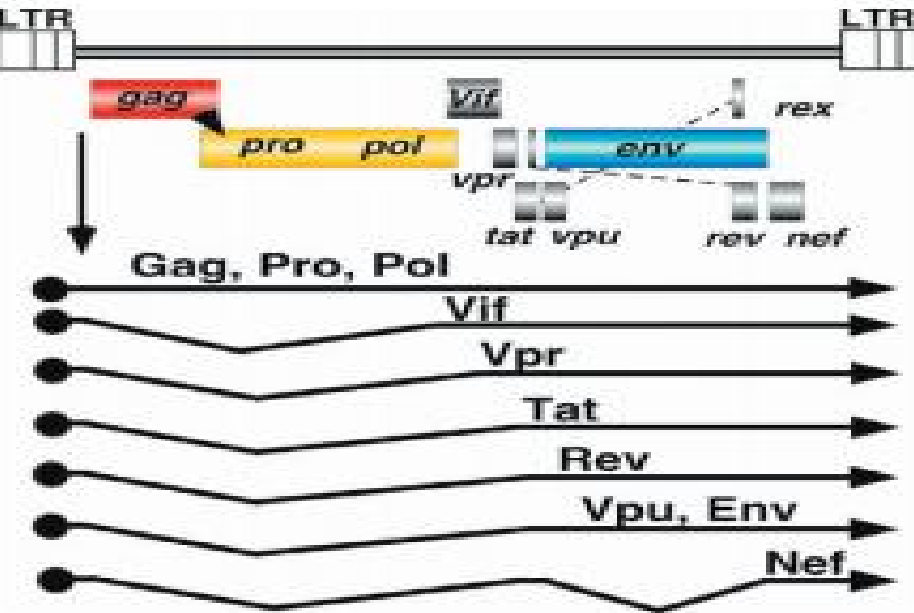 LTR LTR
gag Vif rex
pro pol env
vpr
tat vpu rev nef
Gag, Pro, Pol
Vif
Vpr
Tat
Rev
Vpu, Env
Nef